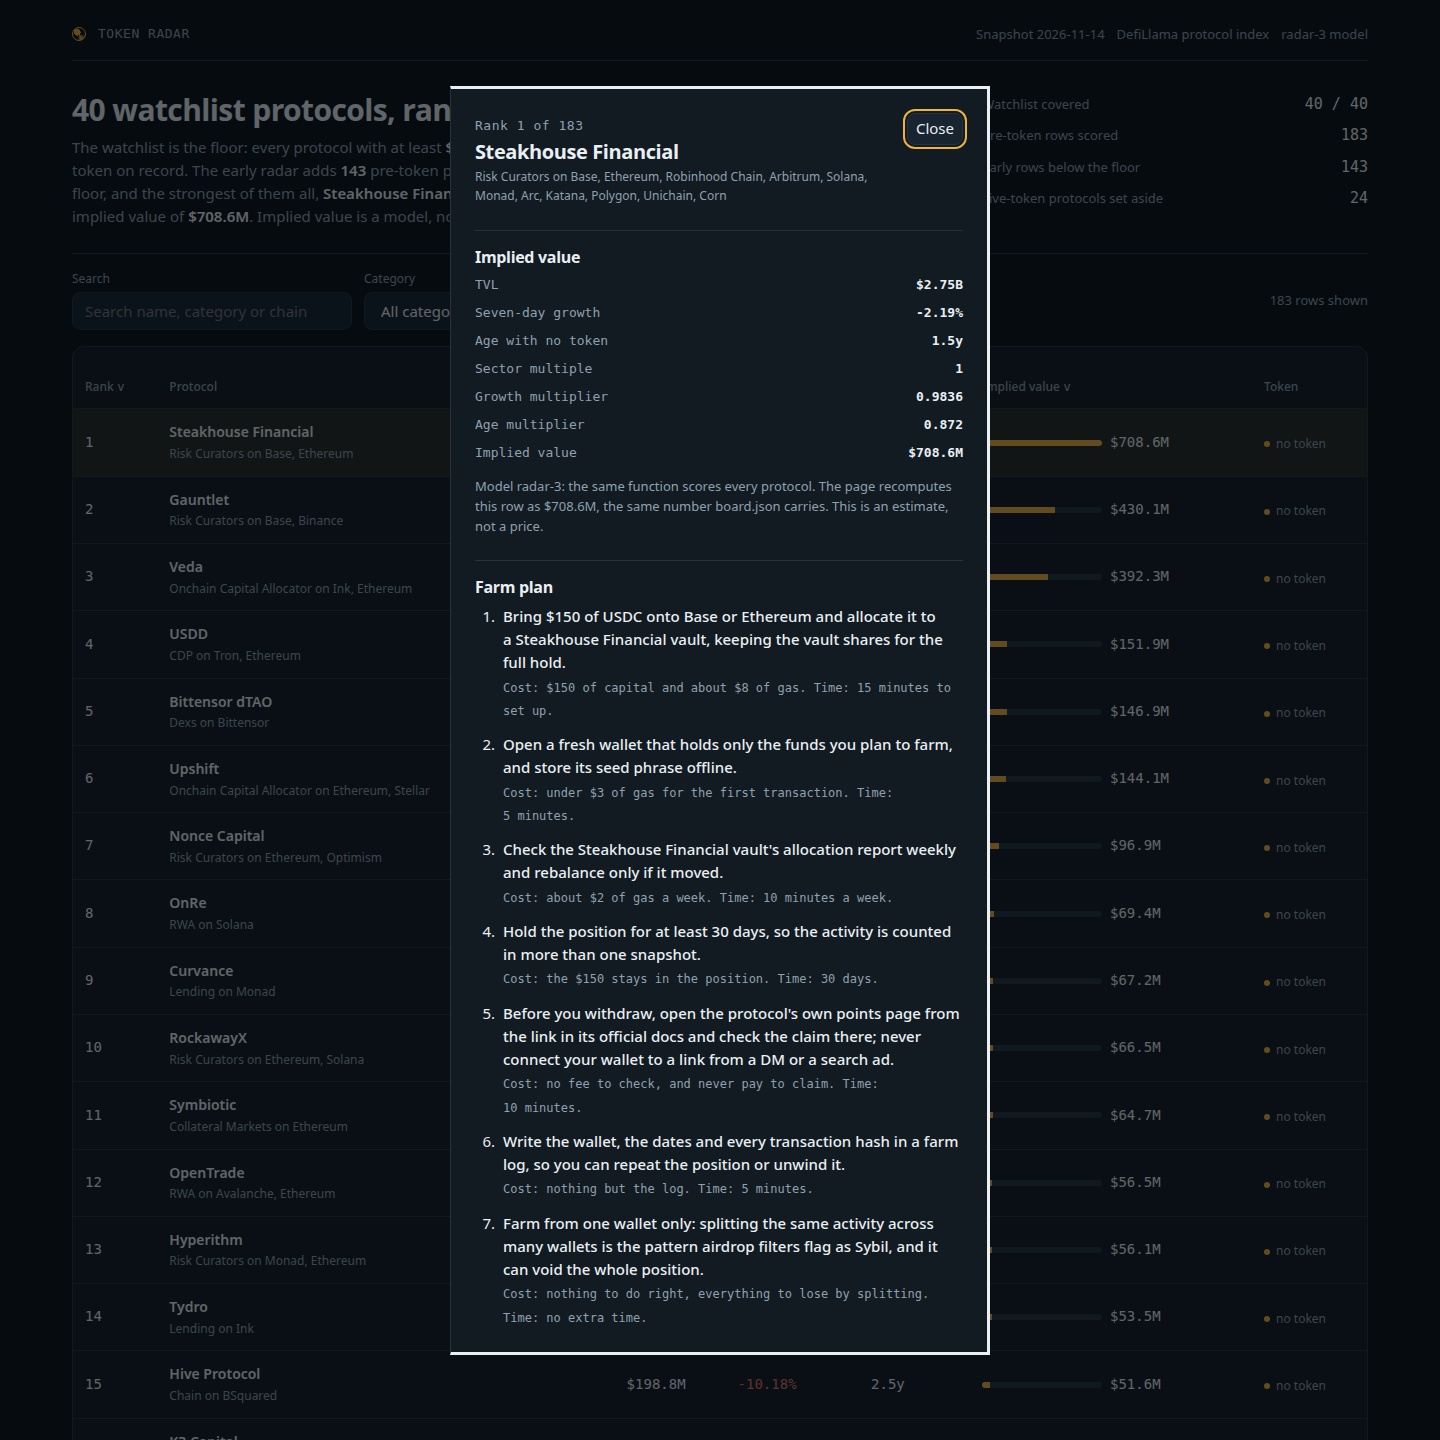 TOKEN RADAR
Snapshot 2026-11-14 DefiLlama protocol index radar-3 model
40 watchlist protocols, ran
The watchlist is the floor: every protocol with at least
token on record. The early radar adds 143 pre-token
floor, and the strongest of them all, Steakhouse Finan
implied value of $708.6M. Implied value is a model,
atchlist covered 40 / 40
re-token rows scored 183
arly rows below the floor 143
ve-token protocols set aside 24
Search
Category
Search name, category or chain
All catego
183 rows shown
Rank v Protocol mplied value v Token
1
Steakhouse Financial
Risk Curators on Base, Ethereum
$708.6M no token
2
Gauntlet
Risk Curators on Base, Binance
$430.1M no token
3
Veda
Onchain Capital Allocator on Ink, Ethereum
$392.3M no token
4
USDD
CDP on Tron, Ethereum
$151.9M no token
5
Bittensor dTAO
Dexs on Bittensor
$146.9M no token
6
Upshift
Onchain Capital Allocator on Ethereum, Stellar
$144.1M no token
7
Nonce Capital
Risk Curators on Ethereum, Optimism
$96.9M no token
8
OnRe
RWA on Solana
$69.4M no token
9
Curvance
Lending on Monad
$67.2M no token
10
RockawayX
Risk Curators on Ethereum, Solana
$66.5M no token
11
Symbiotic
Collateral Markets on Ethereum
$64.7M no token
12
OpenTrade
RWA on Avalanche, Ethereum
$56.5M no token
13
Hyperithm
Risk Curators on Monad, Ethereum
$56.1M no token
14
Tydro
Lending on Ink
$53.5M no token
15
Hive Protocol
Chain on BSquared
$198.8M -10.18% 2.5y $51.6M no token
Rank 1 of 183
Close
Steakhouse Financial
Risk Curators on Base, Ethereum, Robinhood Chain, Arbitrum, Solana,
Monad, Arc, Katana, Polygon, Unichain, Corn
Implied value
TVL $2.75B
Seven-day growth -2.19%
Age with no token 1.5y
Sector multiple 1
Growth multiplier 0.9836
Age multiplier 0.872
Implied value $708.6M
Model radar-3: the same function scores every protocol. The page recomputes
this row as $708.6M, the same number board.json carries. This is an estimate,
not a price.
Farm plan
1. Bring $150 of USDC onto Base or Ethereum and allocate it to
a Steakhouse Financial vault, keeping the vault shares for the
full hold.
Cost: $150 of capital and about $8 of gas. Time: 15 minutes to
set up.
2. Open a fresh wallet that holds only the funds you plan to farm,
and store its seed phrase offline.
Cost: under $3 of gas for the first transaction. Time:
5 minutes.
3. Check the Steakhouse Financial vault's allocation report weekly
and rebalance only if it moved.
Cost: about $2 of gas a week. Time: 10 minutes a week.
4. Hold the position for at least 30 days, so the activity is counted
in more than one snapshot.
Cost: the $150 stays in the position. Time: 30 days.
5. Before you withdraw, open the protocol's own points page from
the link in its official docs and check the claim there; never
connect your wallet to a link from a DM or a search ad.
Cost: no fee to check, and never pay to claim. Time:
10 minutes.
6. Write the wallet, the dates and every transaction hash in a farm
log, so you can repeat the position or unwind it.
Cost: nothing but the log. Time: 5 minutes.
7. Farm from one wallet only: splitting the same activity across
many wallets is the pattern airdrop filters flag as Sybil, and it
can void the whole position.
Cost: nothing to do right, everything to lose by splitting.
Time: no extra time.